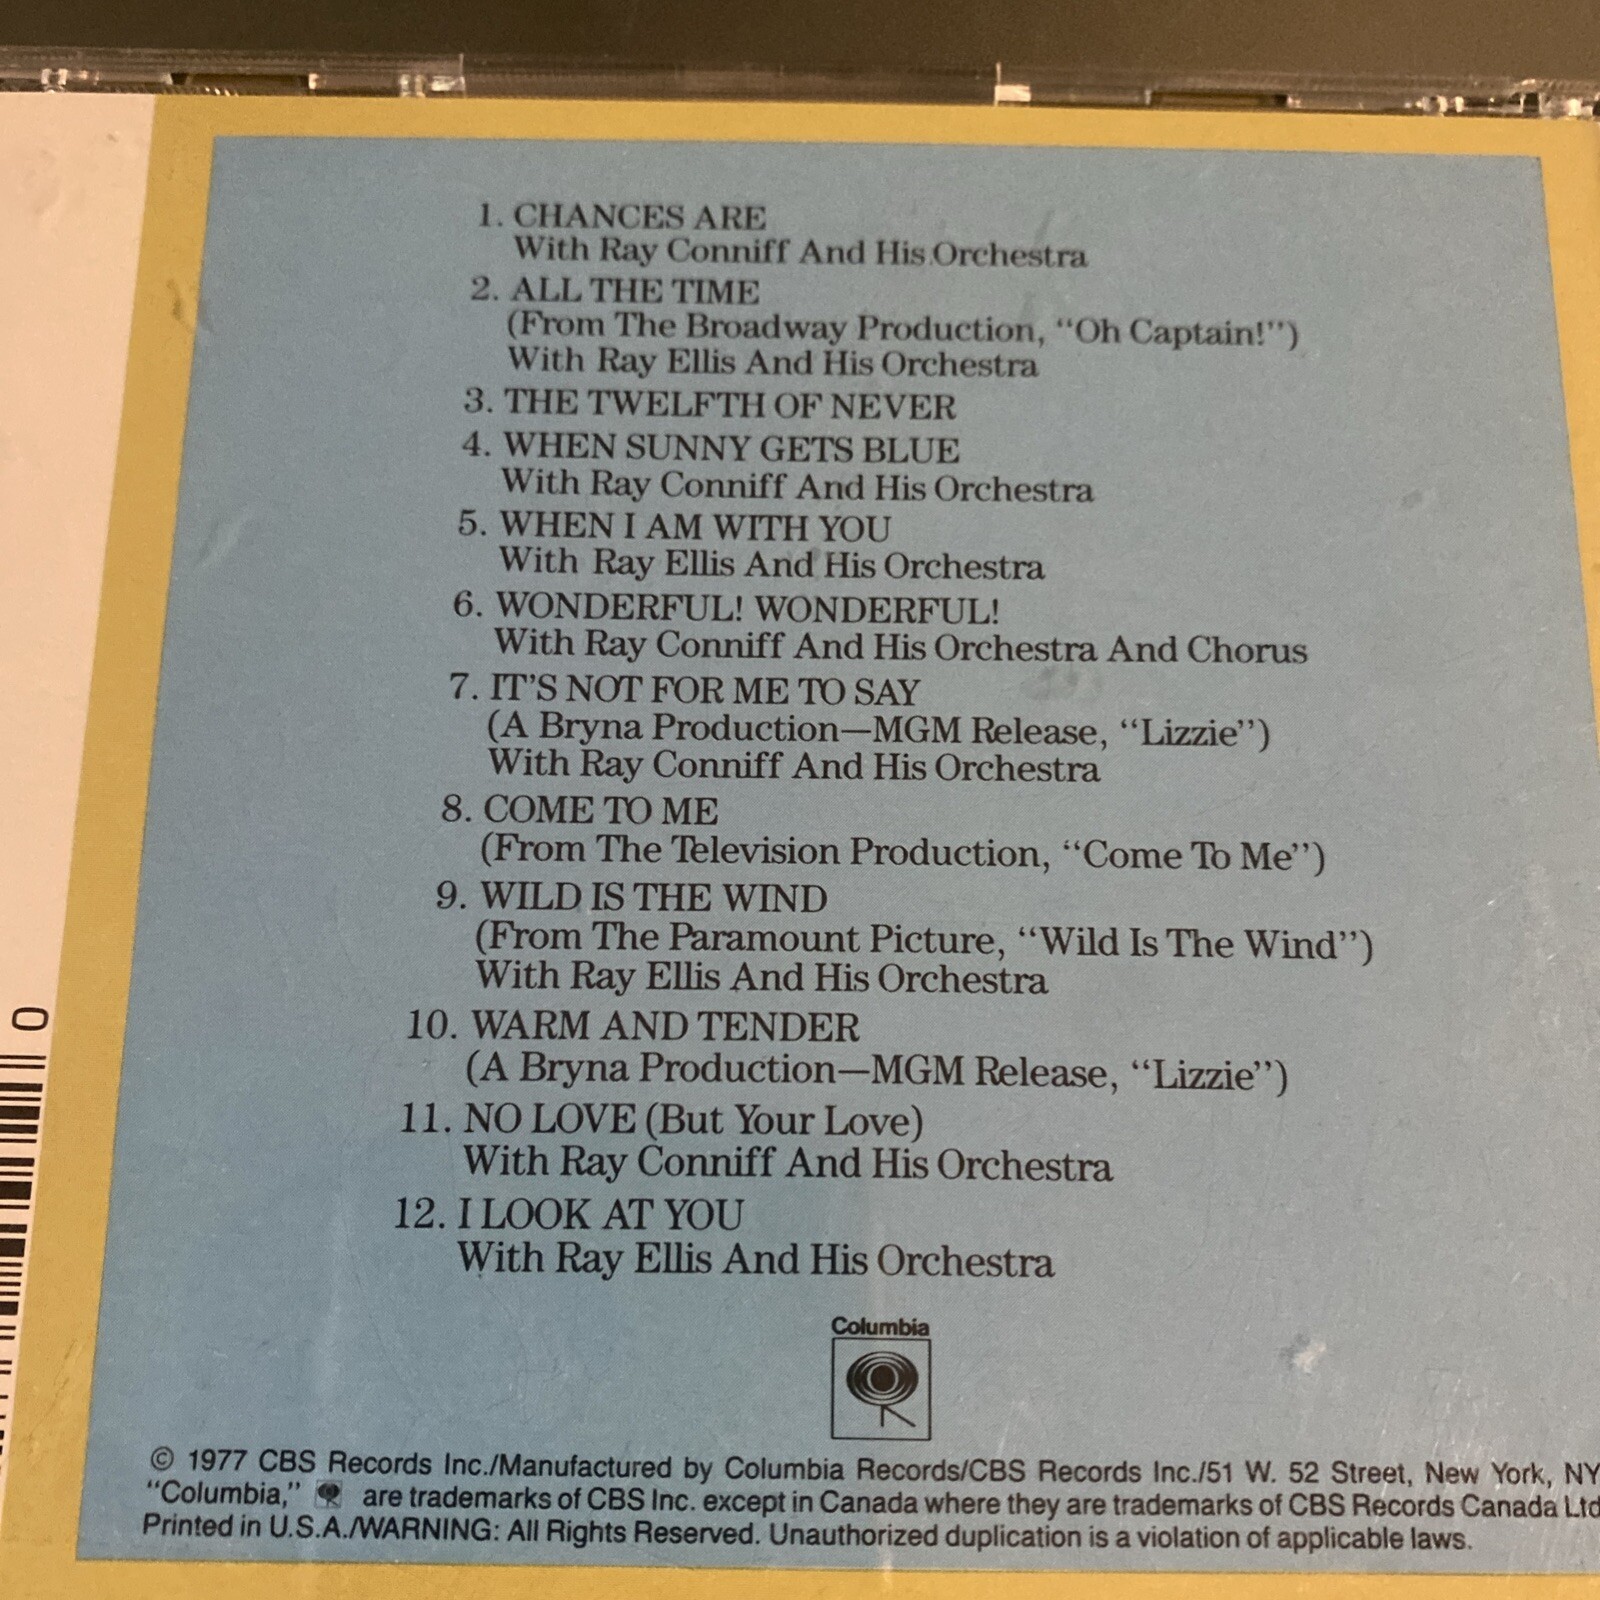 1. CHANCES ARE
With Ray Conniff And His Orchestra
2. ALL THE TIME
(From The Broadway Production, “Oh Captain!”)
With Ray Ellis And His Orchestra
3. THE TWELFTH OF NEVER
4. WHEN SUNNY GETS BLUE
With Ray Conniff And His Orchestra
5. WHEN I AM WITH YOU
With Ray Ellis And His Orchestra
6. WONDERFUL! WONDERFUL!
With Ray Conniff And His Orchestra And Chorus
7. IT’S NOT FOR ME TO SAY
(A Bryna Production—MGM Release, “Lizzie”)
With Ray Conniff And His Orchestra
8. COME TO ME
(From The Television Production, “Come To Me”)
9. WILD IS THE WIND
(From The Paramount Picture, “Wild Is The Wind”)
With Ray Ellis And His Orchestra
10. WARM AND TENDER
(A Bryna Production—MGM Release, “Lizzie”)
11. NO LOVE (But Your Love)
With Ray Conniff And His Orchestra
12. I LOOK AT YOU
With Ray Ellis And His Orchestra
Columbia
© 1977 CBS Records Inc./Manufactured by Columbia Records/CBS Records Inc./51 W. 52 Street, New York, NY
“Columbia,” are trademarks of CBS Inc. except in Canada where they are trademarks of CBS Records Canada Ltd
Printed in U.S.A./WARNING: All Rights Reserved. Unauthorized duplication is a violation of applicable laws.
0